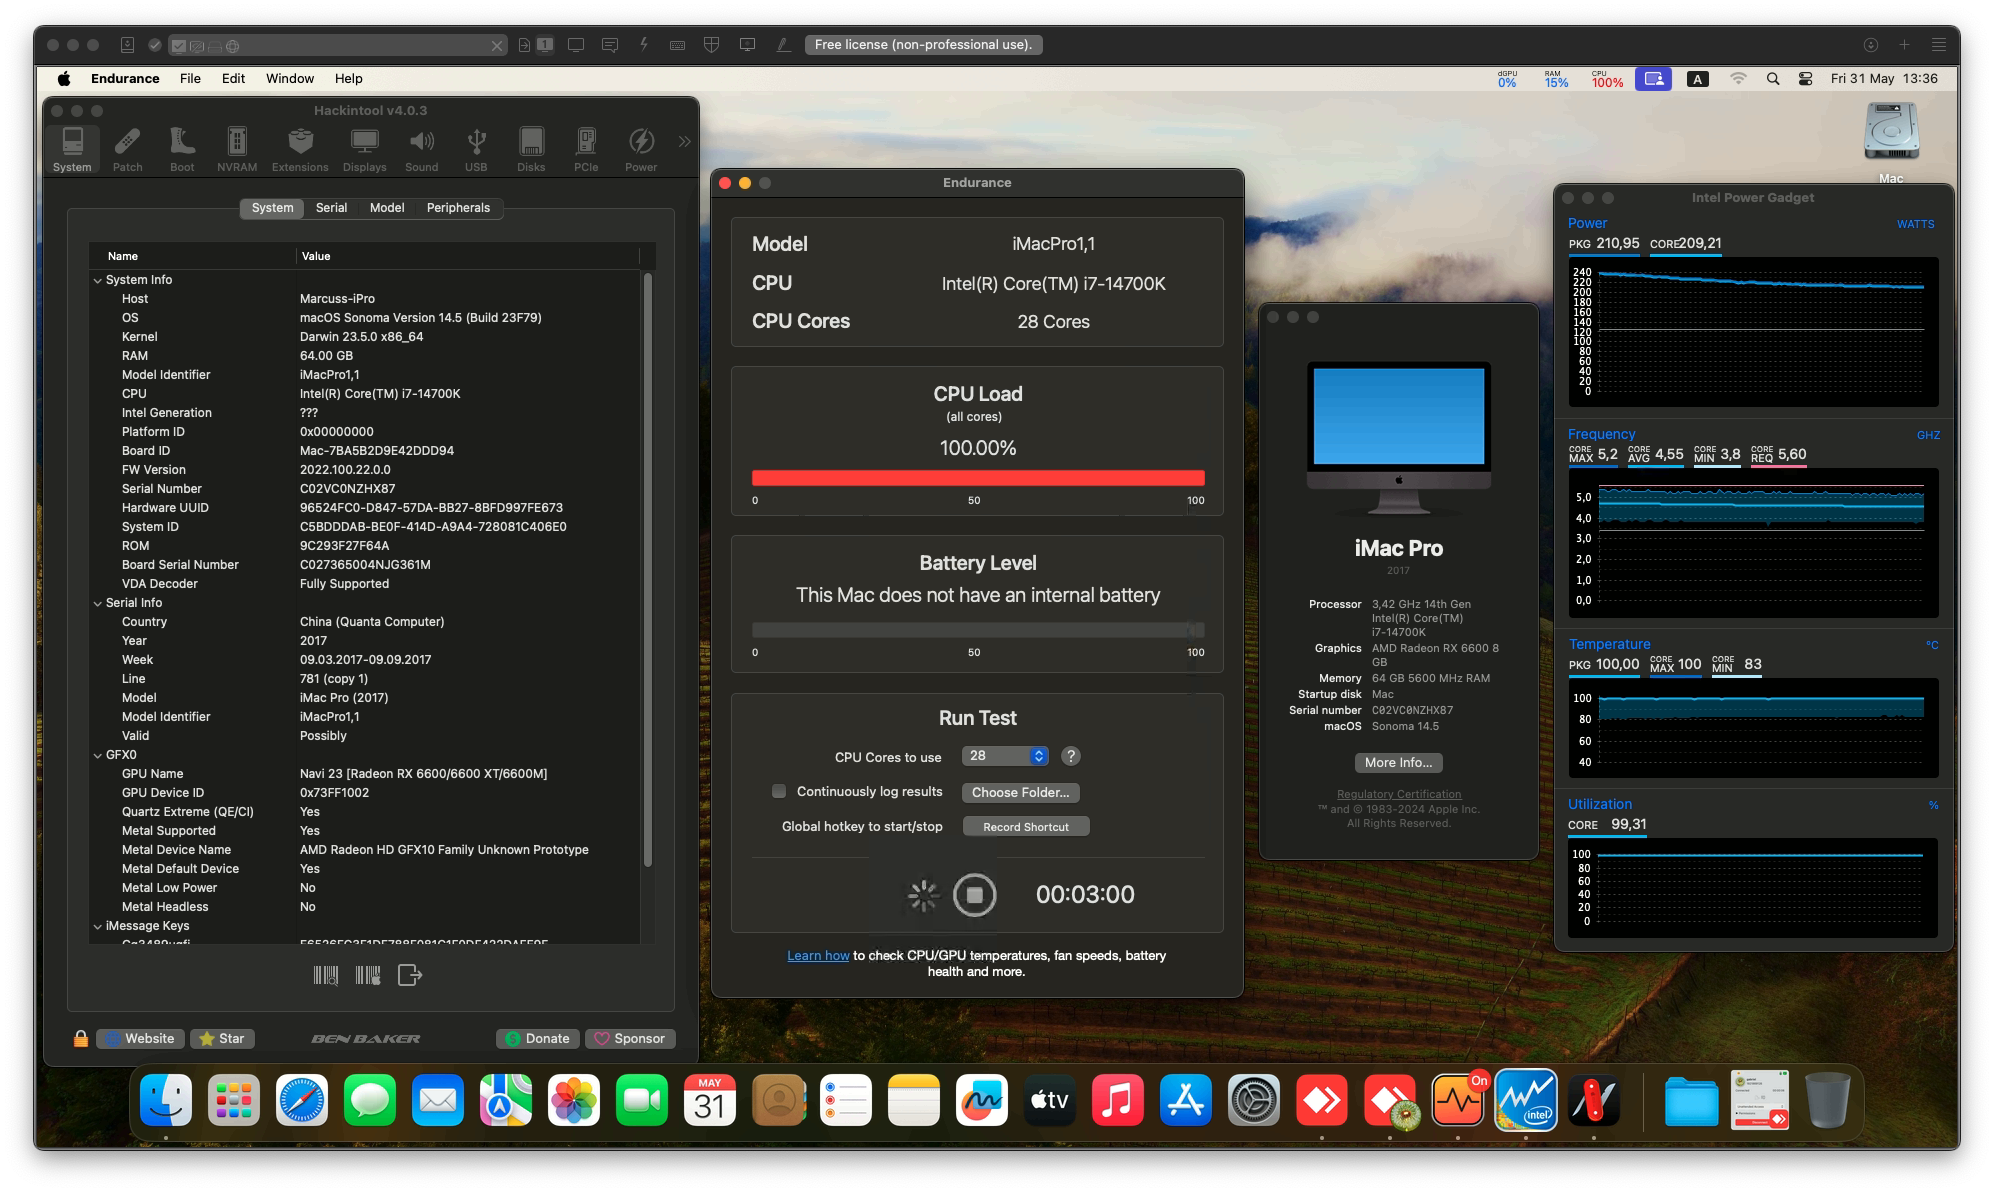 1
Free license (non-professional use).
Endurance File Edit Window Help
dGPU 0% RAM 15% CPU 100% A Fri 31 May 13:36
Mac
Hackintool v4.0.3
System Patch Boot NVRAM Extensions Displays Sound USB Disks PCIe Power
System Serial Model Peripherals
Name Value
System Info
Host Marcuss-iPro
OS macOS Sonoma Version 14.5 (Build 23F79)
Kernel Darwin 23.5.0 x86_64
RAM 64.00 GB
Model Identifier iMacPro1,1
CPU Intel(R) Core(TM) i7-14700K
Intel Generation ???
Platform ID 0x00000000
Board ID Mac-7BA5B2D9E42DDD94
FW Version 2022.100.22.0.0
Serial Number C02VC0NZHX87
Hardware UUID 96524FC0-D847-57DA-BB27-8BFD997FE673
System ID C5BDDDAB-BE0F-414D-A9A4-728081C406E0
ROM 9C293F27F64A
Board Serial Number C027365004NJG361M
VDA Decoder Fully Supported
Serial Info
Country China (Quanta Computer)
Year 2017
Week 09.03.2017-09.09.2017
Line 781 (copy 1)
Model iMac Pro (2017)
Model Identifier iMacPro1,1
Valid Possibly
GFX0
GPU Name Navi 23 [Radeon RX 6600/6600 XT/6600M]
GPU Device ID 0x73FF1002
Quartz Extreme (QE/CI) Yes
Metal Supported Yes
Metal Device Name AMD Radeon HD GFX10 Family Unknown Prototype
Metal Default Device Yes
Metal Low Power No
Metal Headless No
iMessage Keys
Website Star BEN BAKER Donate Sponsor
Endurance
Model iMacPro1,1
CPU Intel(R) Core(TM) i7-14700K
CPU Cores 28 Cores
CPU Load
(all cores)
100.00%
0 50 100
Battery Level
This Mac does not have an internal battery
0 50 100
Run Test
CPU Cores to use 28 ?
Continuously log results Choose Folder...
Global hotkey to start/stop Record Shortcut
00:03:00
Learn how to check CPU/GPU temperatures, fan speeds, battery
health and more.
iMac Pro
2017
Processor 3,42 GHz 14th Gen
Intel(R) Core(TM)
i7-14700K
Graphics AMD Radeon RX 6600 8
GB
Memory 64 GB 5600 MHz RAM
Startup disk Mac
Serial number C02VC0NZHX87
macOS Sonoma 14.5
More Info...
Regulatory Certification
™ and © 1983-2024 Apple Inc.
All Rights Reserved.
Intel Power Gadget
Power WATTS
PKG 210,95 CORE 209,21
240
220
200
180
160
140
120
100
80
60
40
20
0
Frequency GHZ
CORE MAX 5,2 CORE AVG 4,55 CORE MIN 3,8 CORE REQ 5,60
5,0
4,0
3,0
2,0
1,0
0,0
Temperature °C
PKG 100,00 CORE MAX 100 CORE MIN 83
100
80
60
40
Utilization %
CORE 99,31
100
80
60
40
20
0
MAY
31
tv
On
intel